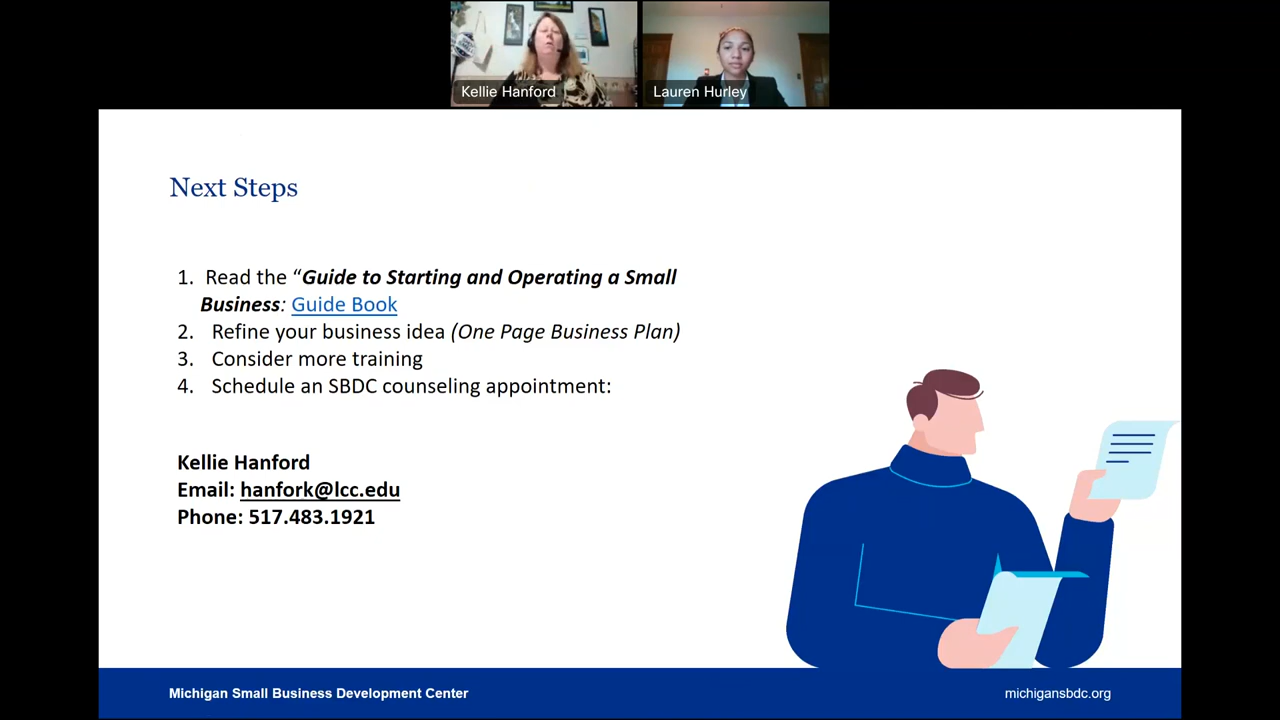 Kellie Hanford
Lauren Hurley
Next Steps
1. Read the “Guide to Starting and Operating a Small
Business: Guide Book
2. Refine your business idea (One Page Business Plan)
3. Consider more training
4. Schedule an SBDC counseling appointment:
Kellie Hanford
Email: hanfork@lcc.edu
Phone: 517.483.1921
Michigan Small Business Development Center
michigansbdc.org